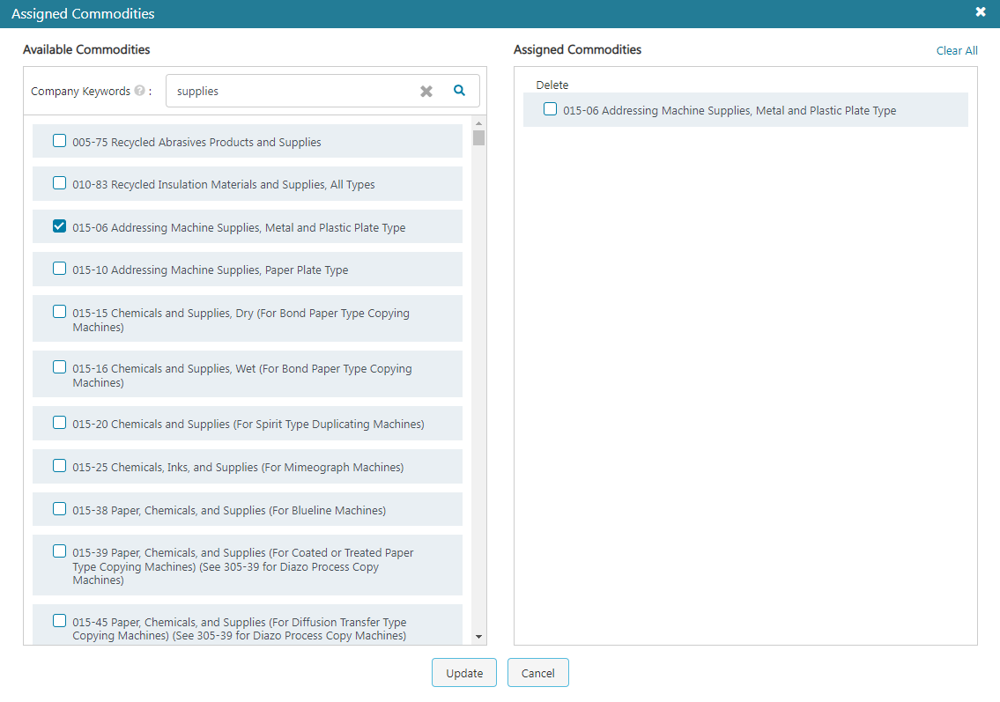 Assigned Commodities
Available Commodities
Company Keywords ? :
supplies
005-75 Recycled Abrasives Products and Supplies
010-83 Recycled Insulation Materials and Supplies, All Types
015-06 Addressing Machine Supplies, Metal and Plastic Plate Type
015-10 Addressing Machine Supplies, Paper Plate Type
015-15 Chemicals and Supplies, Dry (For Bond Paper Type Copying
Machines)
015-16 Chemicals and Supplies, Wet (For Bond Paper Type Copying
Machines)
015-20 Chemicals and Supplies (For Spirit Type Duplicating Machines)
015-25 Chemicals, Inks, and Supplies (For Mimeograph Machines)
015-38 Paper, Chemicals, and Supplies (For Blueline Machines)
015-39 Paper, Chemicals, and Supplies (For Coated or Treated Paper
Type Copying Machines) (See 305-39 for Diazo Process Copy
Machines)
015-45 Paper, Chemicals, and Supplies (For Diffusion Transfer Type
Copying Machines) (See 305-39 for Diazo Process Copy Machines)
Assigned Commodities
Clear All
Delete
015-06 Addressing Machine Supplies, Metal and Plastic Plate Type
Update
Cancel